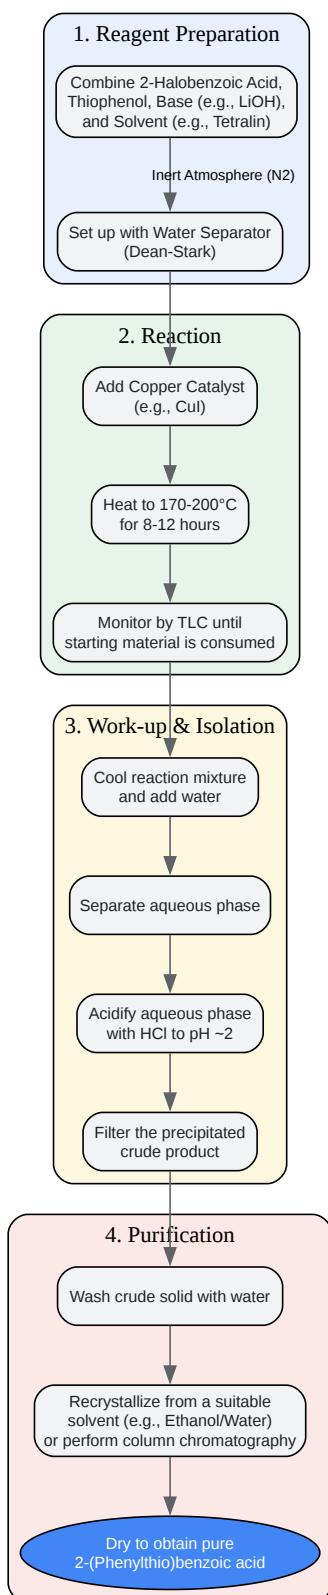 1. Reagent Preparation
Combine 2-Halobenzoic Acid,
Thiophenol, Base (e.g., LiOH),
and Solvent (e.g., Tetralin)
Inert Atmosphere (N2)
Set up with Water Separator
(Dean-Stark)
2. Reaction
Add Copper Catalyst
(e.g., CuI)
Heat to 170-200°C
for 8-12 hours
Monitor by TLC until
starting material is consumed
3. Work-up & Isolation
Cool reaction mixture
and add water
Separate aqueous phase
Acidify aqueous phase
with HCl to pH ~2
Filter the precipitated
crude product
4. Purification
Wash crude solid with water
Recrystallize from a suitable
solvent (e.g., Ethanol/Water)
or perform column chromatography
Dry to obtain pure
2-(Phenylthio)benzoic acid